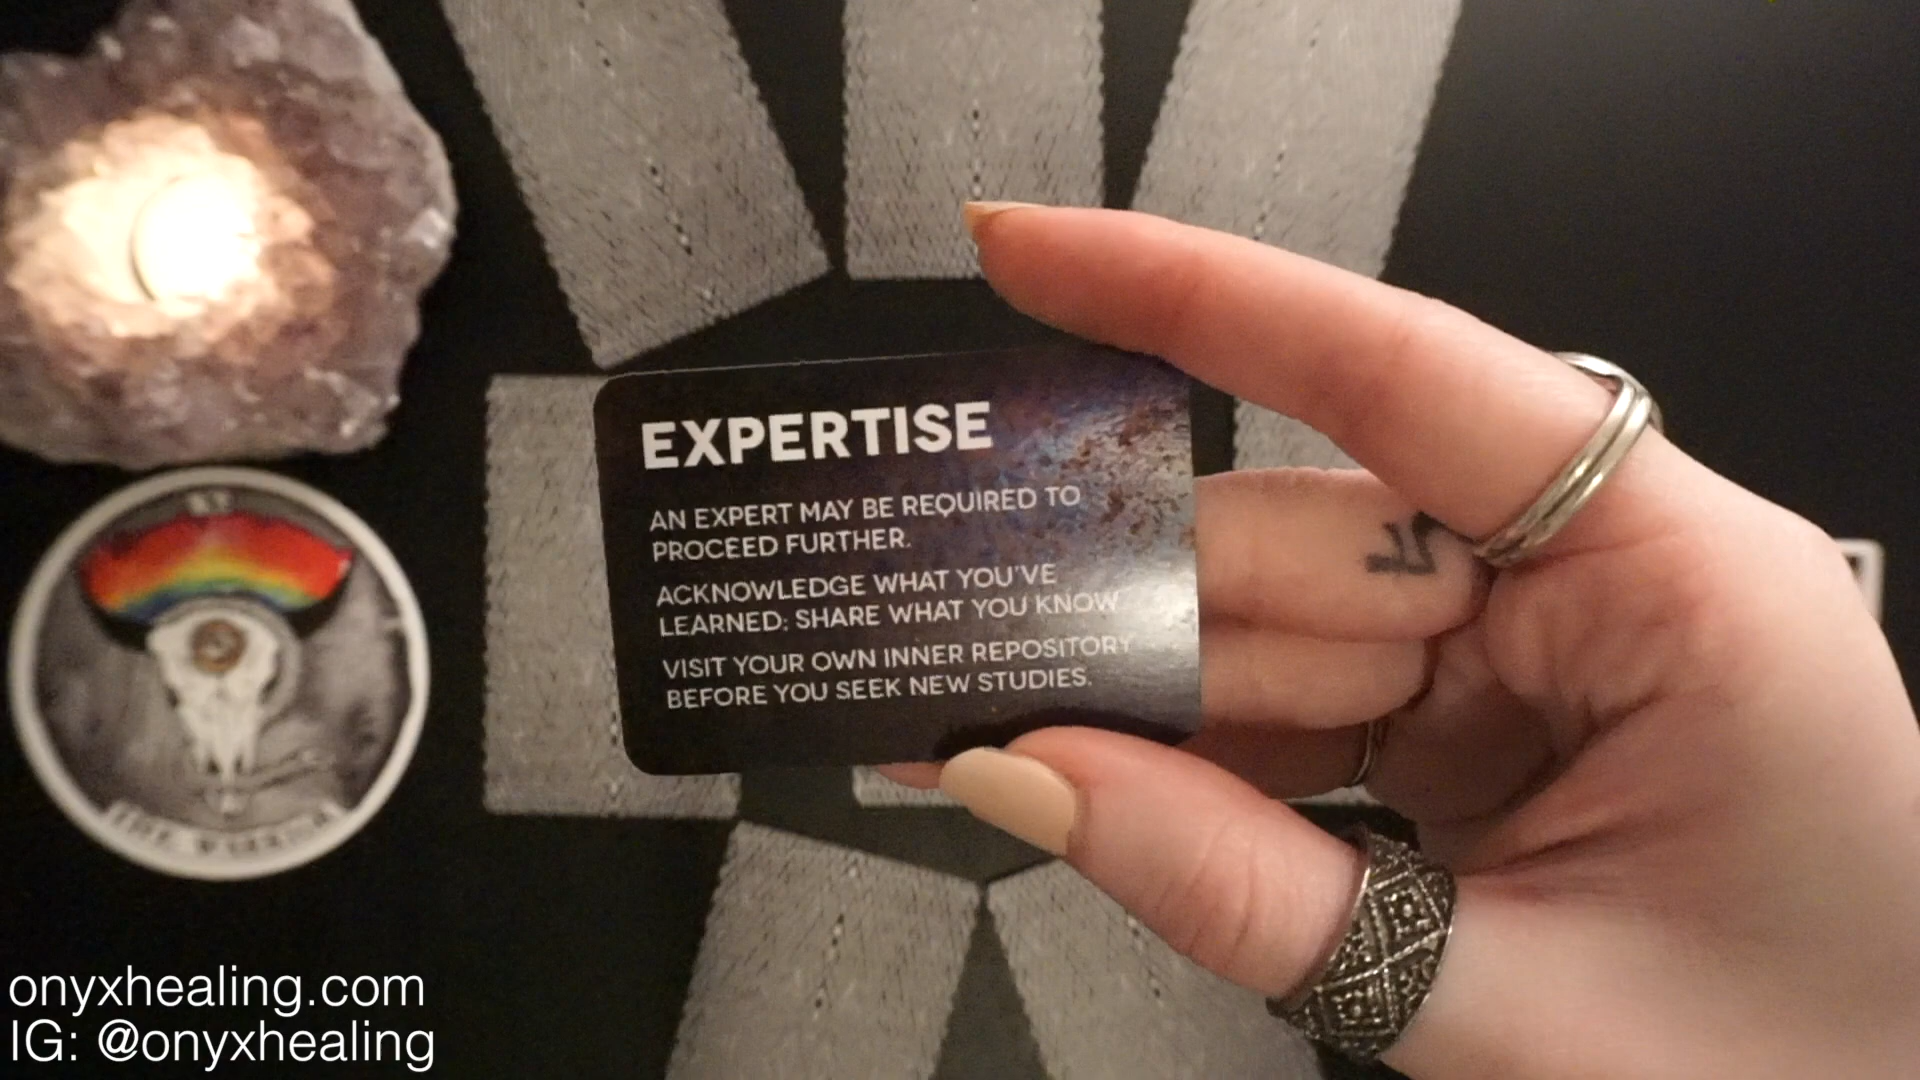 EXPERTISE
AN EXPERT MAY BE REQUIRED TO
PROCEED FURTHER.
ACKNOWLEDGE WHAT YOU'VE
LEARNED; SHARE WHAT YOU KNOW
VISIT YOUR OWN INNER REPOSITORY
BEFORE YOU SEEK NEW STUDIES.
onyxhealing.com
IG: @onyxhealing